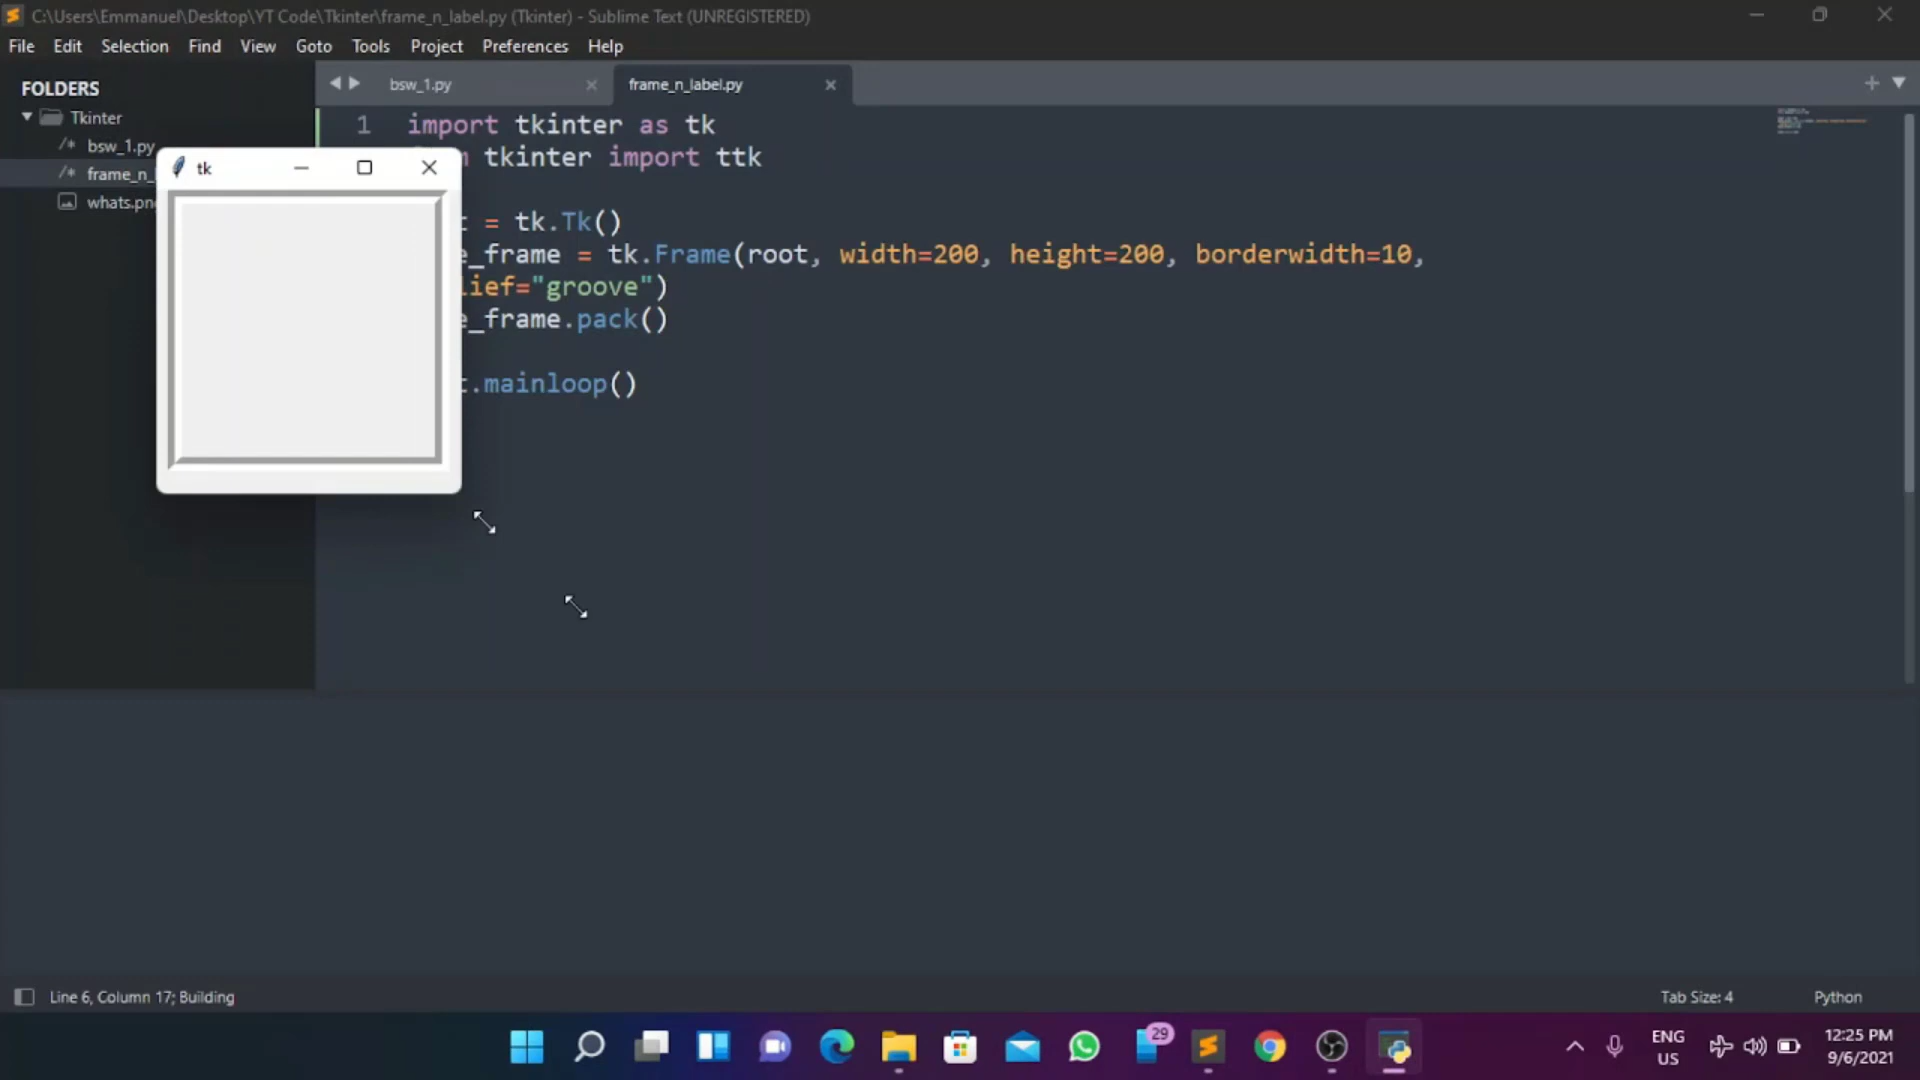 C:\Users\Emmanuel\Desktop\YT Code\Tkinter\frame_n_label.py (Tkinter) - Sublime Text (UNREGISTERED)
File Edit Selection Find View Goto Tools Project Preferences Help
FOLDERS
Tkinter
/* bsw_1.py
/* frame_n_
whats.png
bsw_1.py
frame_n_label.py
tk
1 import tkinter as tk
tkinter import ttk
= tk.Tk()
_frame = tk.Frame(root, width=200, height=200, borderwidth=10,
lief="groove")
_frame.pack()
.mainloop()
Line 6, Column 17; Building
Tab Size: 4
Python
29
ENG
US
12:25 PM
9/6/2021